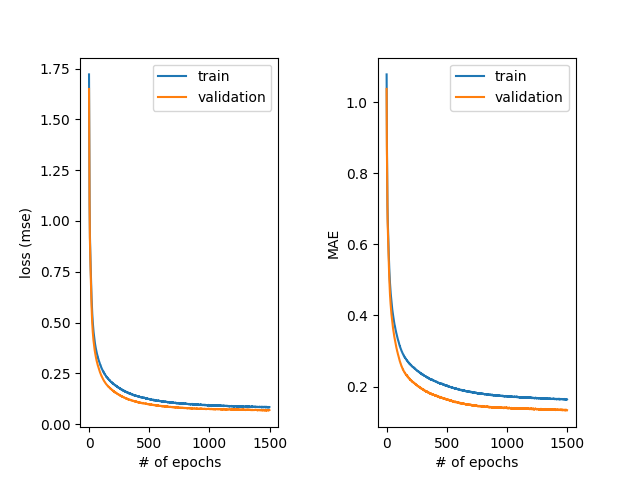 1.75
1.50
1.25
1.00
0.75
0.50
0.25
0.00
loss (mse)
0
500
1000
1500
# of epochs
train
validation
1.0
0.8
0.6
0.4
0.2
MAE
0
500
1000
1500
# of epochs
train
validation